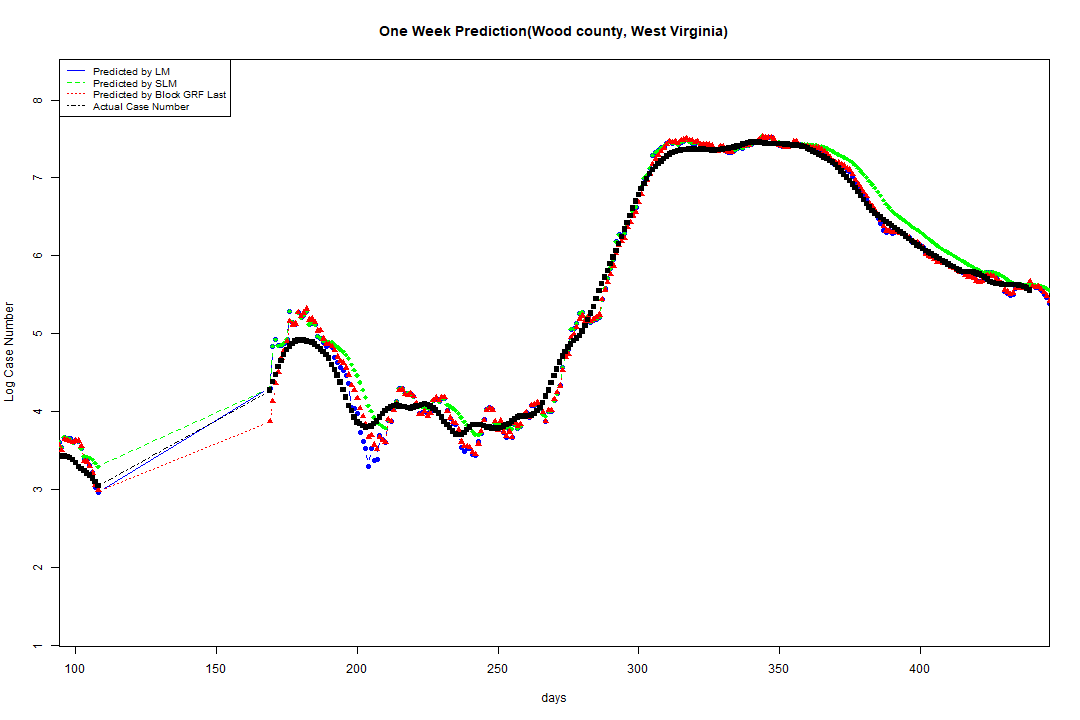 One Week Prediction(Wood county, West Virginia)
Predicted by LM
Predicted by SLM
Predicted by Block GRF Last
Actual Case Number
8
7
6
5
4
3
2
1
Log Case Number
100 150 200 250 300 350 400
days